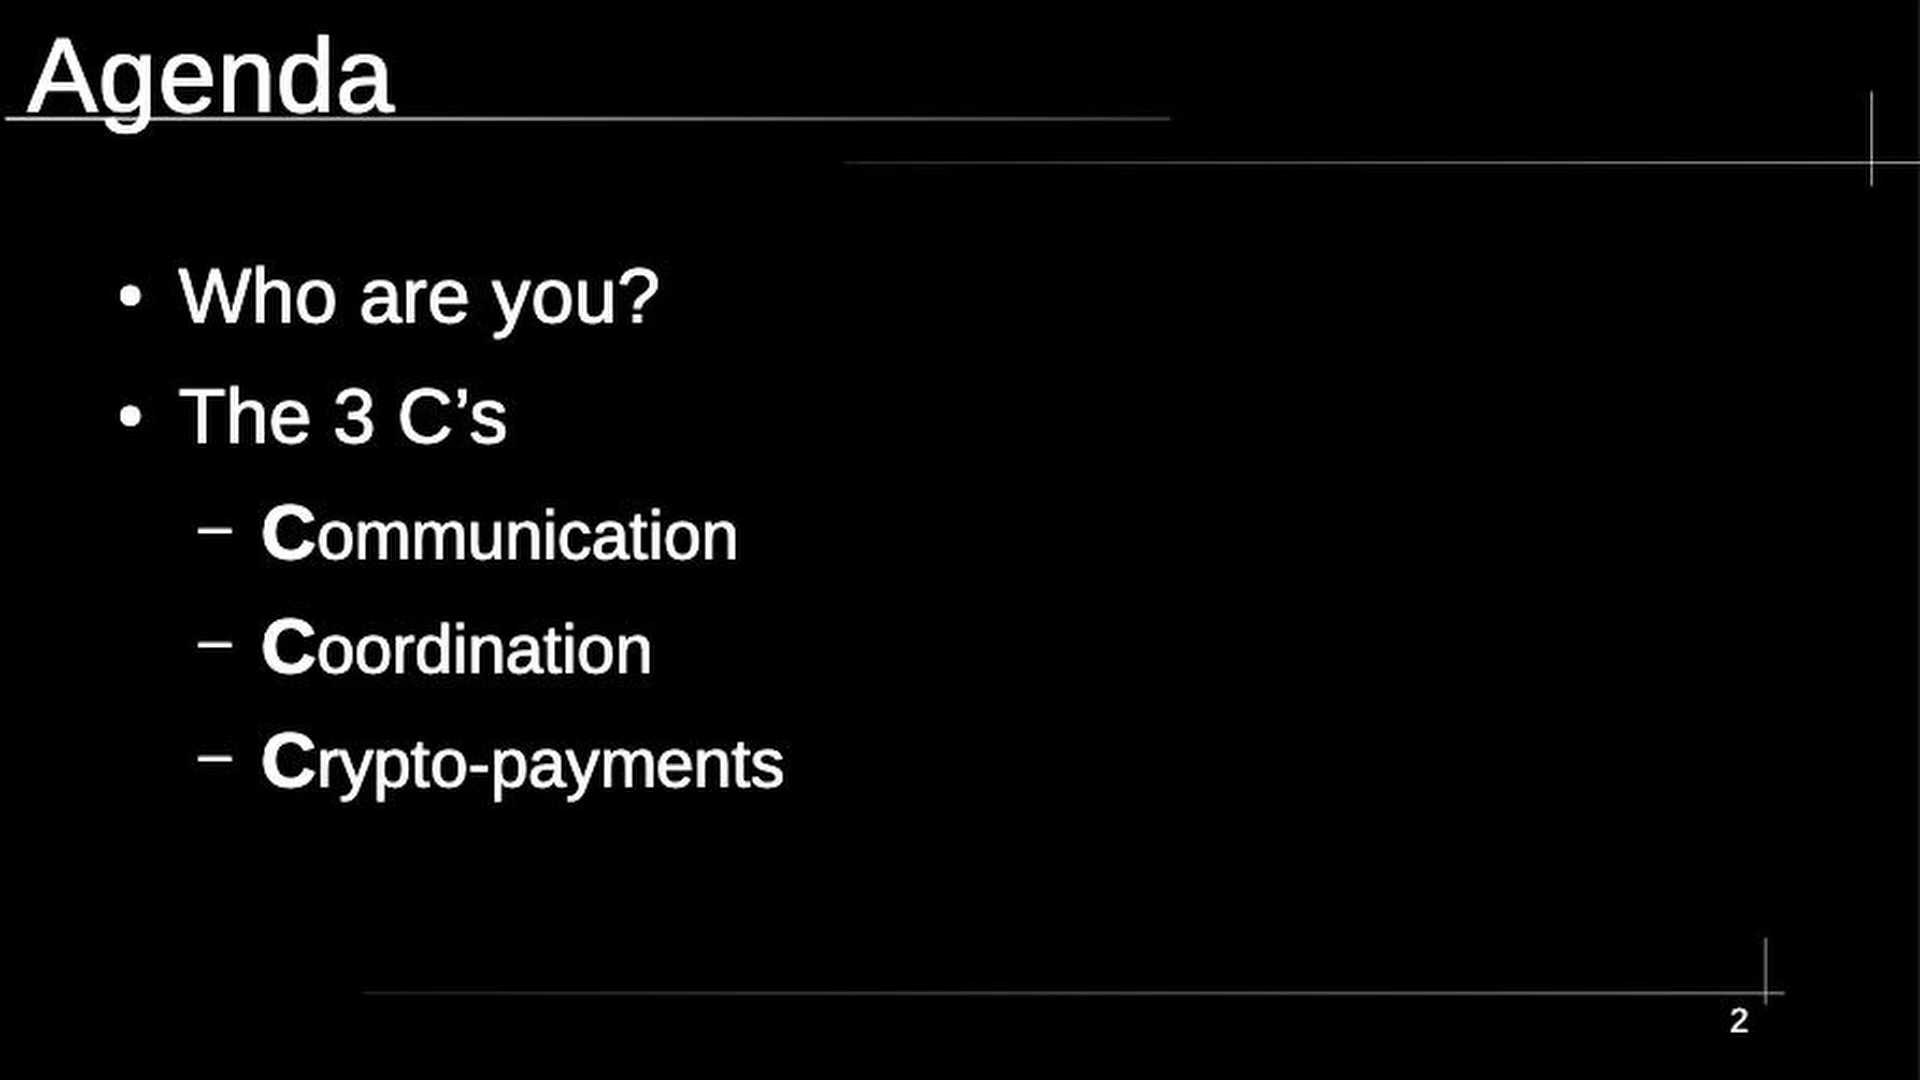 Agenda
• Who are you?
• The 3 C’s
– Communication
– Coordination
– Crypto-payments
2